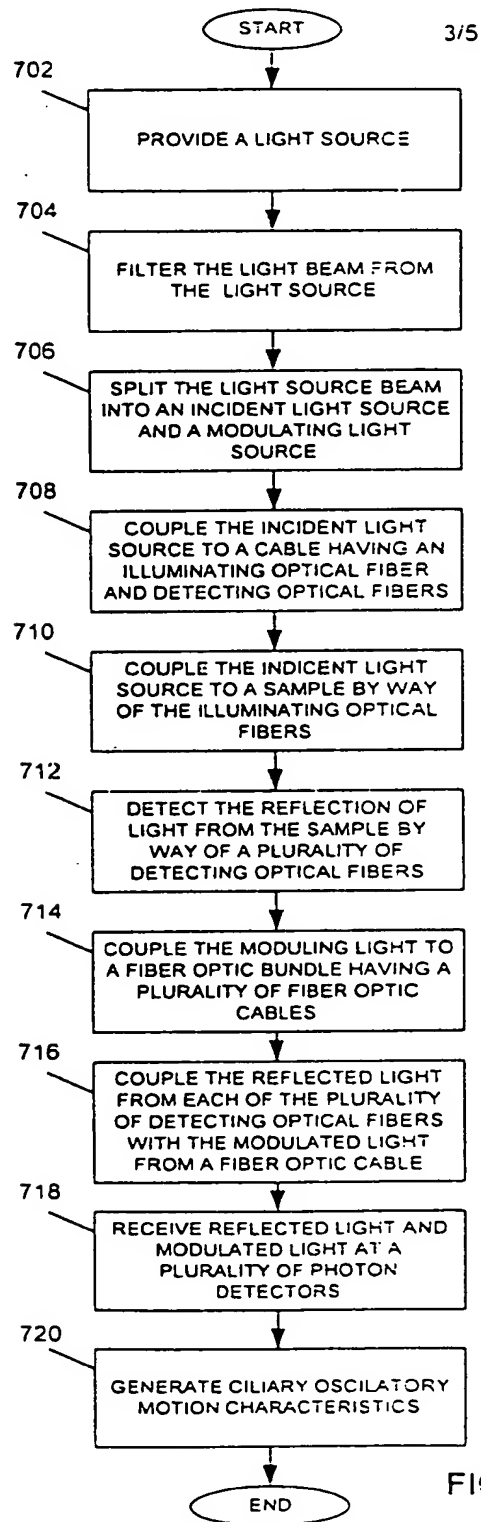 START
3/5
702
PROVIDE A LIGHT SOURCE
704
FILTER THE LIGHT BEAM FROM
THE LIGHT SOURCE
706
SPLIT THE LIGHT SOURCE BEAM
INTO AN INCIDENT LIGHT SOURCE
AND A MODULATING LIGHT
SOURCE
708
COUPLE THE INCIDENT LIGHT
SOURCE TO A CABLE HAVING AN
ILLUMINATING OPTICAL FIBER
AND DETECTING OPTICAL FIBERS
710
COUPLE THE INDICENT LIGHT
SOURCE TO A SAMPLE BY WAY
OF THE ILLUMINATING OPTICAL
FIBERS
712
DETECT THE REFLECTION OF
LIGHT FROM THE SAMPLE BY
WAY OF A PLURALITY OF
DETECTING OPTICAL FIBERS
714
COUPLE THE MODULING LIGHT TO
A FIBER OPTIC BUNDLE HAVING A
PLURALITY OF FIBER OPTIC
CABLES
716
COUPLE THE REFLECTED LIGHT
FROM EACH OF THE PLURALITY
OF DETECTING OPTICAL FIBERS
WITH THE MODULATED LIGHT
FROM A FIBER OPTIC CABLE
718
RECEIVE REFLECTED LIGHT AND
MODULATED LIGHT AT A
PLURALITY OF PHOTON
DETECTORS
720
GENERATE CILIARY OSCILATORY
MOTION CHARACTERISTICS
END